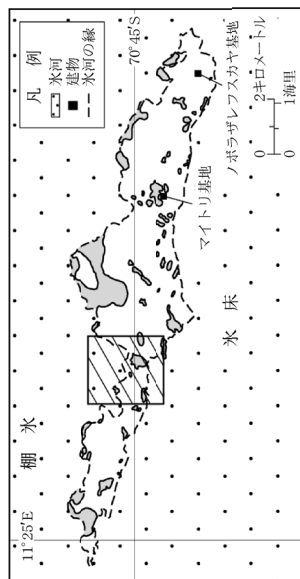 凡例
氷河
建物
氷河の縁
70°45′S
ノボラザレフスカヤ基地
マイトリ基地
0 2キロメートル
0 1海里
棚氷
氷床
11°25′E